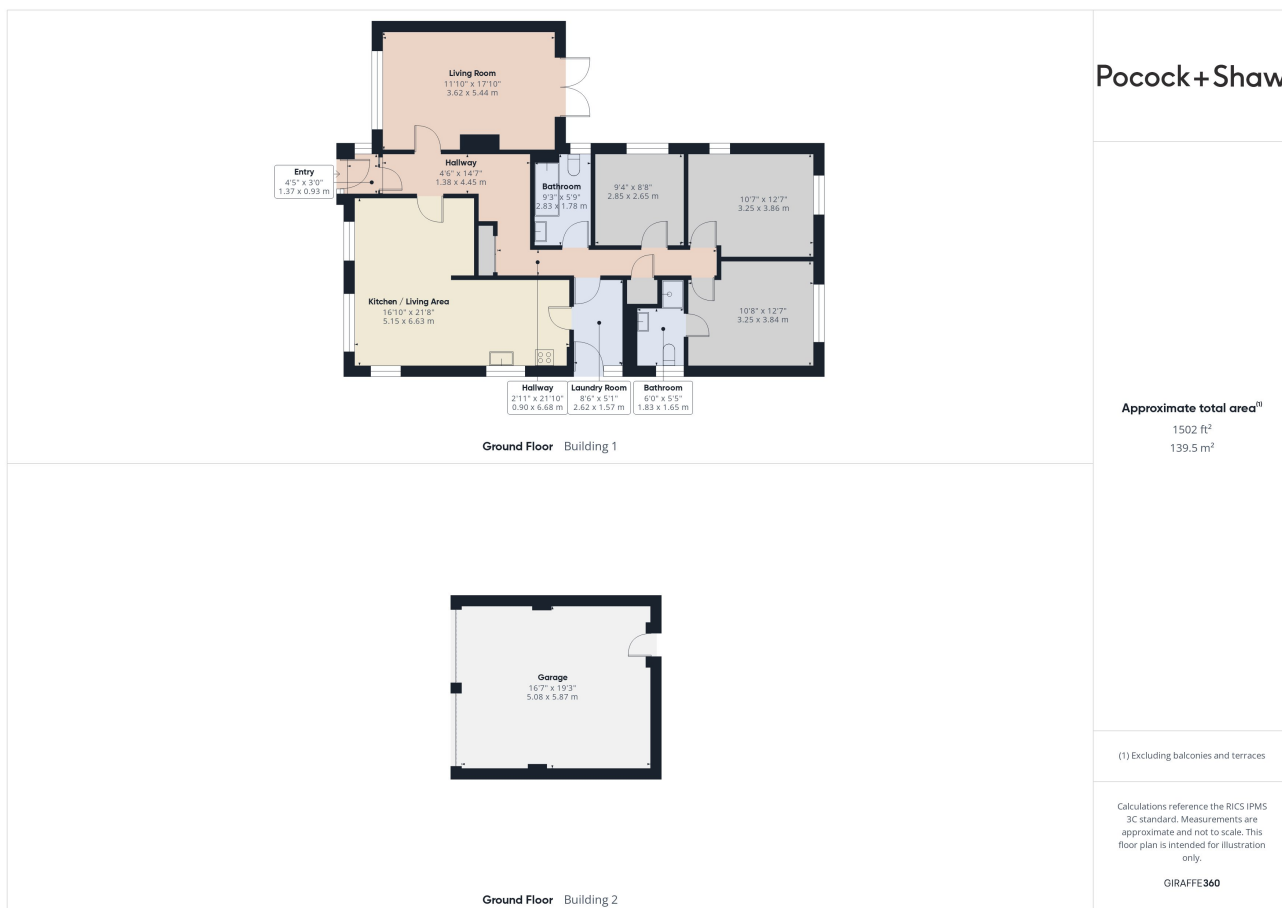 Pocock+Shaw
Living Room
11'10" x 17'10"
3.62 x 5.44 m
Entry
4'5" x 3'0"
1.37 x 0.93 m
Hallway
4'6" x 14'7"
1.38 x 4.45 m
Bathroom
9'3" x 5'9"
2.83 x 1.78 m
9'4" x 8'8"
2.85 x 2.65 m
10'7" x 12'7"
3.25 x 3.86 m
Kitchen / Living Area
16'10" x 21'8"
5.15 x 6.63 m
10'8" x 12'7"
3.25 x 3.84 m
Hallway
2'11" x 21'10"
0.90 x 6.68 m
Laundry Room
8'6" x 5'1"
2.62 x 1.57 m
Bathroom
6'0" x 5'5"
1.83 x 1.65 m
Ground Floor Building 1
Approximate total area(1)
1502 ft²
139.5 m²
Garage
16'7" x 19'3"
5.08 x 5.87 m
Ground Floor Building 2
(1) Excluding balconies and terraces
Calculations reference the RICS IPMS
3C standard. Measurements are
approximate and not to scale. This
floor plan is intended for illustration
only.
GIRAFFE360